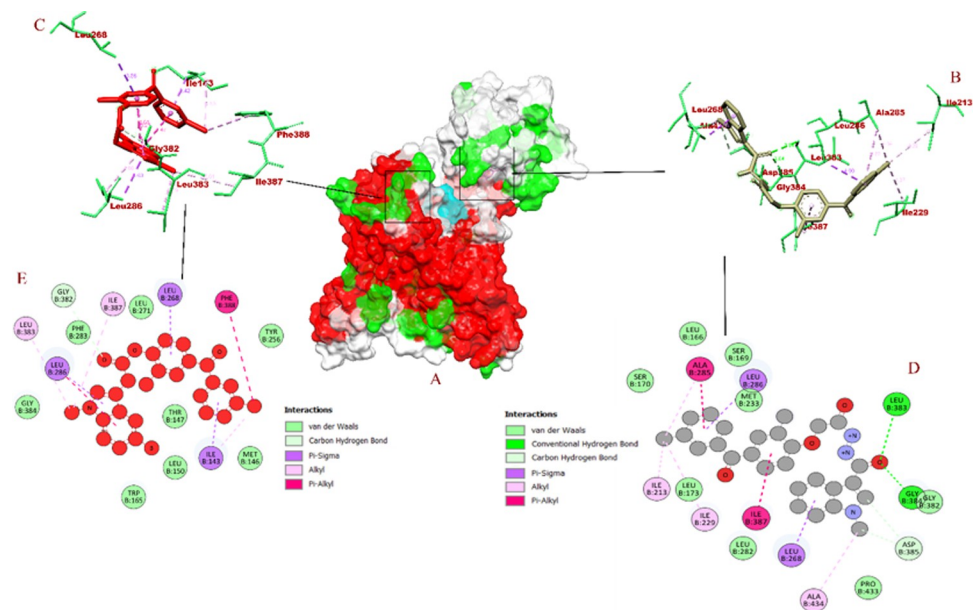 C
Leu268
Ile143
Phe388
Gly382
Leu383
Ile387
Leu286
B
Leu268
Ala285
Ile213
Leu286
Leu383
Asp385
Gly384
Ile229
E
GLY
B:382
ILE
B:387
LEU
B:271
LEU
B:268
PHE
B:388
LEU
B:383
PHE
B:283
TYR
B:256
LEU
B:286
GLY
B:384
THR
B:147
LEU
B:150
ILE
B:143
MET
B:146
TRP
B:165
A
Interactions
van der Waals
Carbon Hydrogen Bond
Pi-Sigma
Alkyl
Pi-Alkyl
Interactions
van der Waals
Conventional Hydrogen Bond
Carbon Hydrogen Bond
Pi-Sigma
Alkyl
Pi-Alkyl
D
LEU
B:166
SER
B:169
SER
B:170
ALA
B:285
LEU
B:286
MET
B:233
LEU
B:383
O
O
+N
+N
O
O
N
ILE
B:213
LEU
B:173
ILE
B:229
ILE
B:387
GLY
B:384
GLY
B:382
LEU
B:282
LEU
B:268
ASP
B:385
PRO
B:433
ALA
B:434